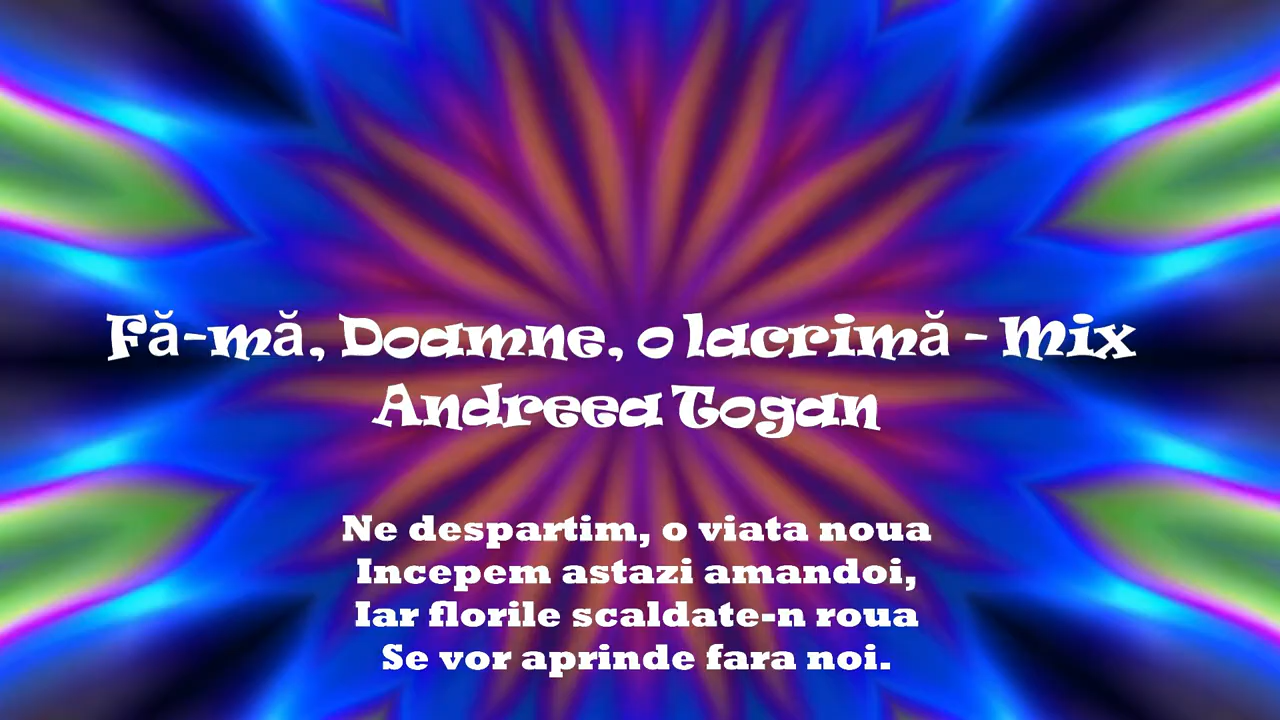 Fă-mă, Doamne, o lacrimă - Mix
Andreea Togan
Ne despartim, o viata noua
Incepem astazi amandoi,
Iar florile scaldate-n roua
Se vor aprinde fara noi.